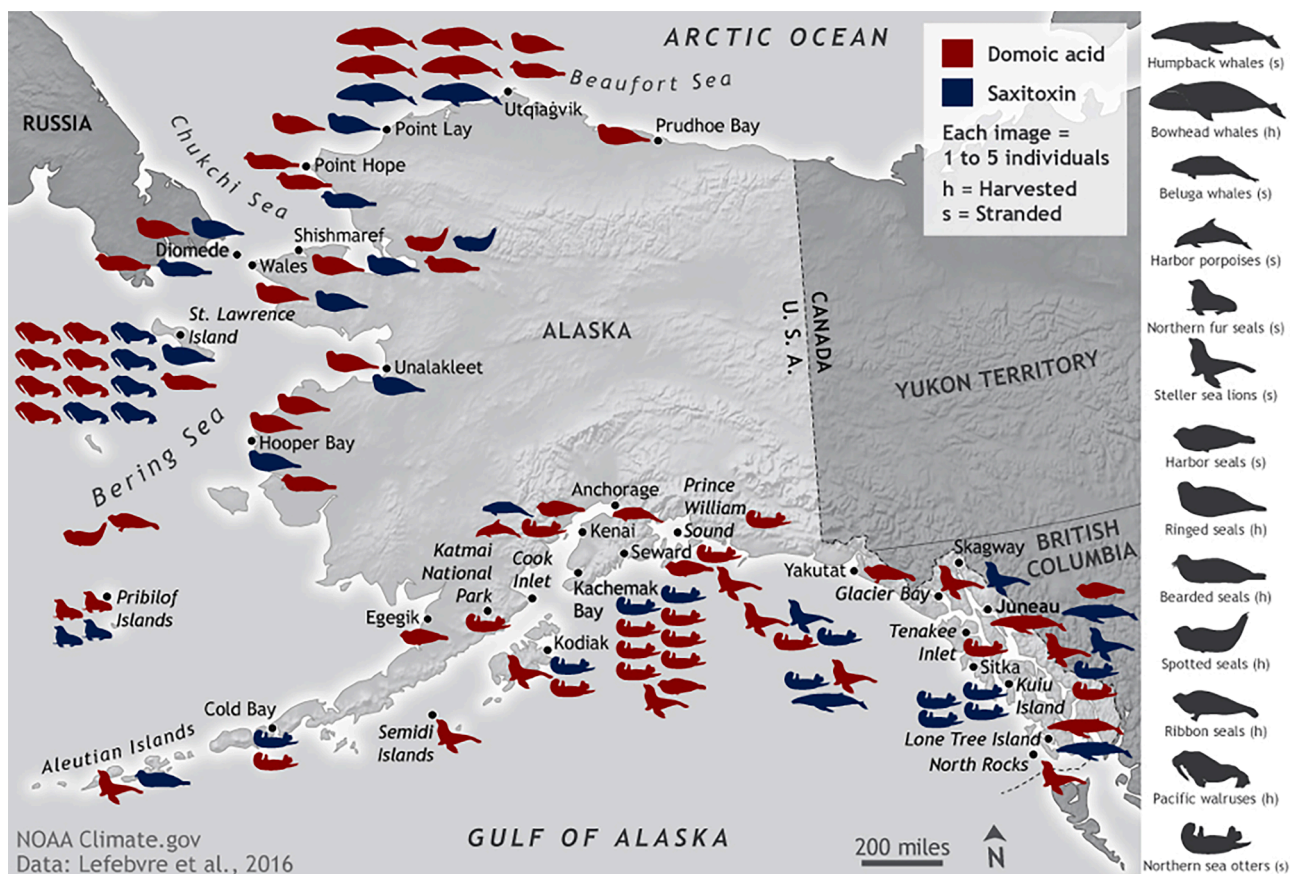 ARCTIC OCEAN
Beaufort Sea
RUSSIA
Chukchi Sea
Utqiaġvik
Point Lay
Prudhoe Bay
Point Hope
Shishmaref
Diomede
Wales
St. Lawrence
Island
ALASKA
CANADA
U. S. A.
YUKON TERRITORY
Unalakleet
Bering Sea
Hooper Bay
Anchorage
Prince
William
Sound
Kenai
Seward
Katmai
National
Park
Cook
Inlet
Kachemak
Bay
Yakutat
Skagway
BRITISH
COLUMBIA
Glacier Bay
Juneau
Pribilof
Islands
Egegik
Kodiak
Tenakee
Inlet
Sitka
Kuiu
Island
Cold Bay
Semidi
Islands
Lone Tree Island
North Rocks
Aleutian Islands
GULF OF ALASKA
200 miles
N
NOAA Climate.gov
Data: Lefebvre et al., 2016
Domoic acid
Saxitoxin
Each image =
1 to 5 individuals
h = Harvested
s = Stranded
Humpback whales (s)
Bowhead whales (h)
Beluga whales (s)
Harbor porpoises (s)
Northern fur seals (s)
Steller sea lions (s)
Harbor seals (s)
Ringed seals (h)
Bearded seals (h)
Spotted seals (h)
Ribbon seals (h)
Pacific walruses (h)
Northern sea otters (s)